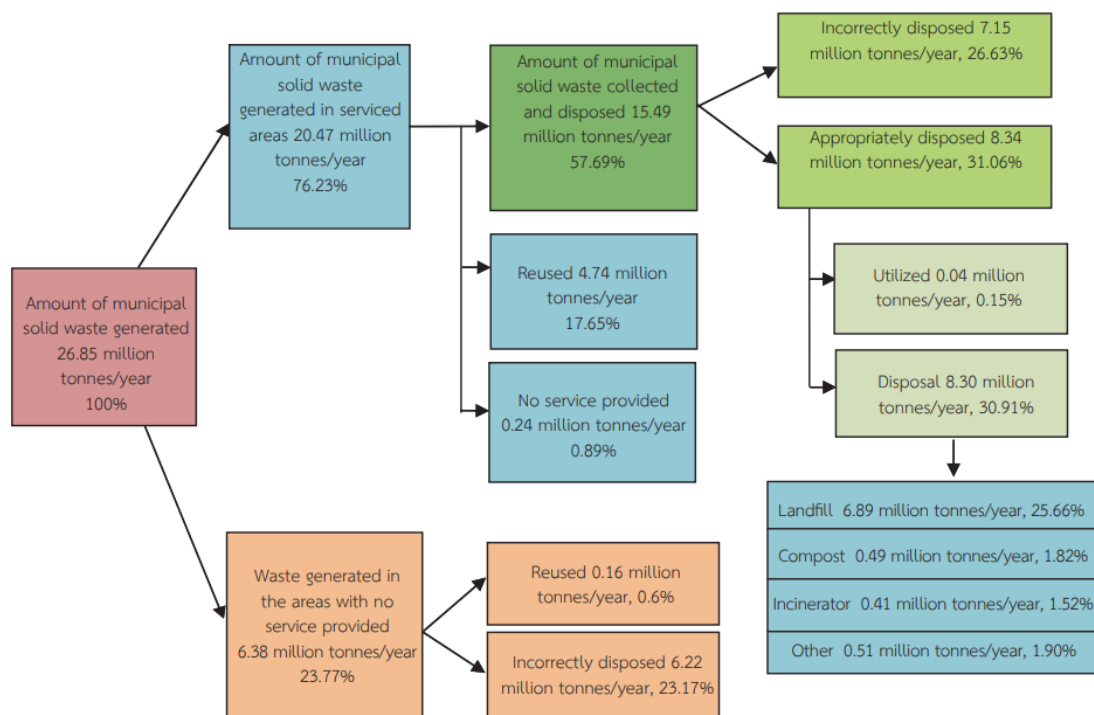 Amount of municipal
solid waste generated
26.85 million
tonnes/year
100%
Amount of municipal
solid waste
generated in serviced
areas 20.47 million
tonnes/year
76.23%
Amount of municipal
solid waste collected
and disposed 15.49
million tonnes/year
57.69%
Incorrectly disposed 7.15
million tonnes/year, 26.63%
Appropriately disposed 8.34
million tonnes/year, 31.06%
Utilized 0.04 million
tonnes/year, 0.15%
Disposal 8.30 million
tonnes/year, 30.91%
Landfill 6.89 million tonnes/year, 25.66%
Compost 0.49 million tonnes/year, 1.82%
Incinerator 0.41 million tonnes/year, 1.52%
Other 0.51 million tonnes/year, 1.90%
Reused 4.74 million
tonnes/year
17.65%
No service provided
0.24 million tonnes/year
0.89%
Waste generated in
the areas with no
service provided
6.38 million tonnes/year
23.77%
Reused 0.16 million
tonnes/year, 0.6%
Incorrectly disposed 6.22
million tonnes/year, 23.17%